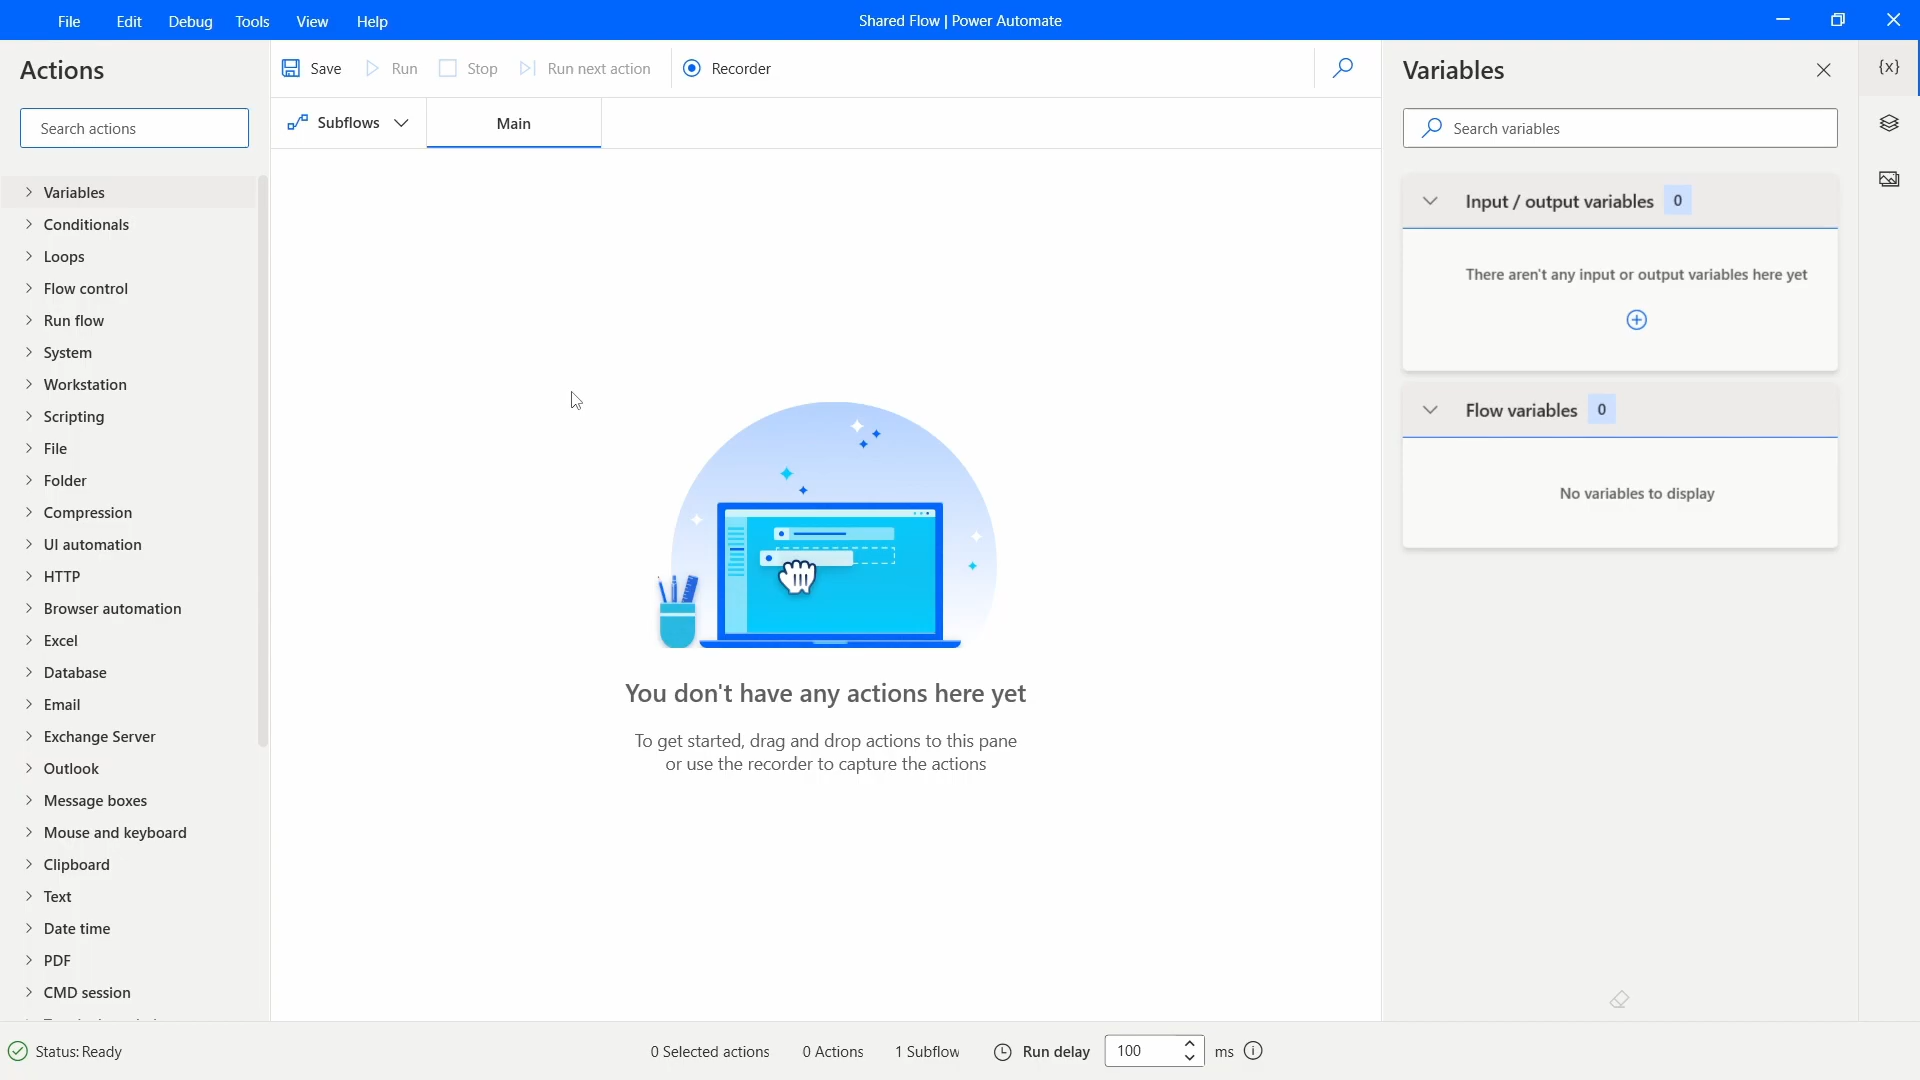 File Edit Debug Tools View Help
Shared Flow | Power Automate
Actions
Search actions
Variables
Conditionals
Loops
Flow control
Run flow
System
Workstation
Scripting
File
Folder
Compression
UI automation
HTTP
Browser automation
Excel
Database
Email
Exchange Server
Outlook
Message boxes
Mouse and keyboard
Clipboard
Text
Date time
PDF
CMD session
Save Run Stop Run next action Recorder
Subflows Main
You don't have any actions here yet
To get started, drag and drop actions to this pane
or use the recorder to capture the actions
Variables
{x}
Search variables
Input / output variables 0
There aren't any input or output variables here yet
Flow variables 0
No variables to display
Status: Ready
0 Selected actions 0 Actions 1 Subflow Run delay 100 ms